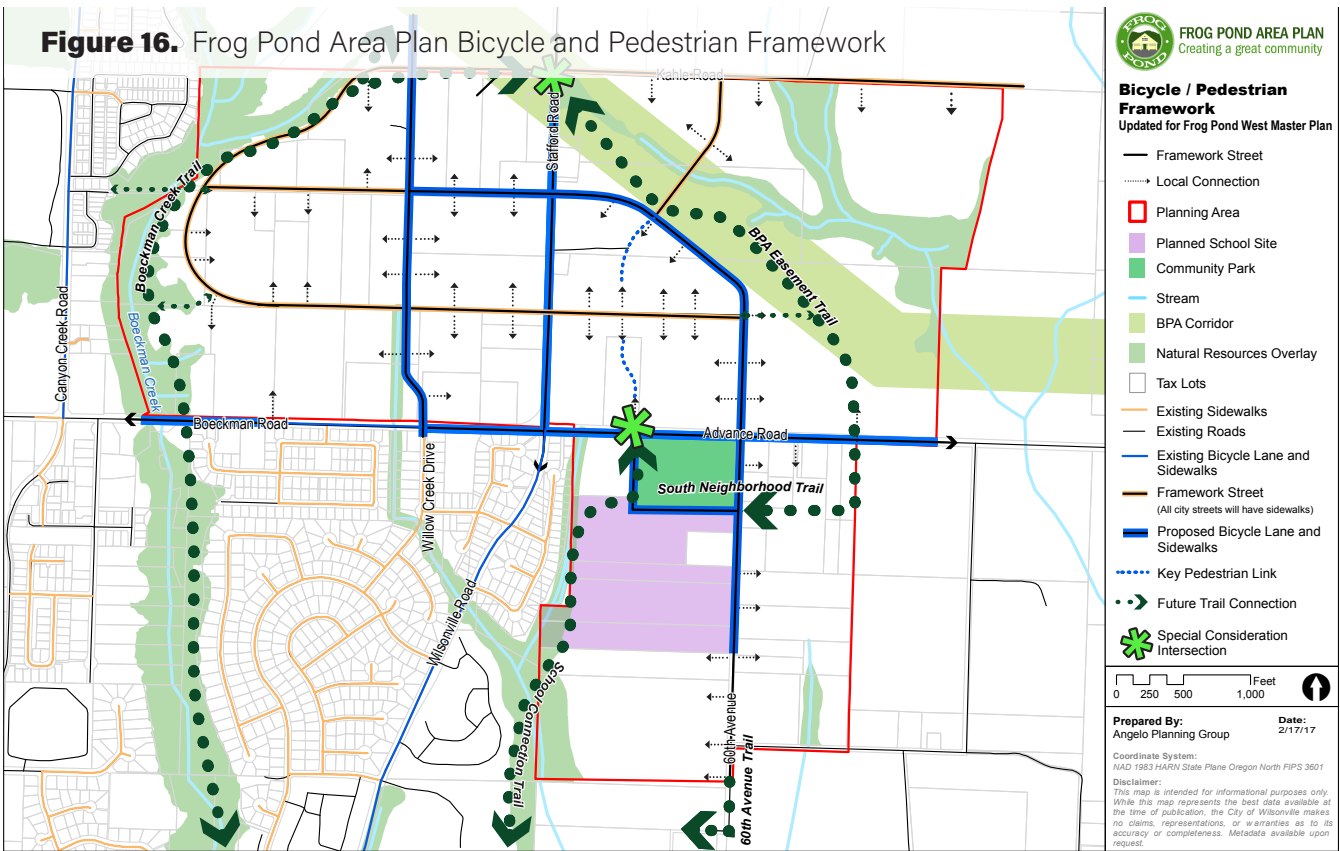 Figure 16. Frog Pond Area Plan Bicycle and Pedestrian Framework
Kahle Road
Stafford Road
Boeckman Creek Trail
BPA Easement Trail
Canyon Creek Road
Boeckman Creek
Boeckman Road
Advance Road
South Neighborhood Trail
Willow Creek Drive
Wilsonville Road
School Connection Trail
60th Avenue
60th Avenue Trail
FROG POND
FROG POND AREA PLAN
Creating a great community
Bicycle / Pedestrian
Framework
Updated for Frog Pond West Master Plan
Framework Street
Local Connection
Planning Area
Planned School Site
Community Park
Stream
BPA Corridor
Natural Resources Overlay
Tax Lots
Existing Sidewalks
Existing Roads
Existing Bicycle Lane and
Sidewalks
Framework Street
(All city streets will have sidewalks)
Proposed Bicycle Lane and
Sidewalks
Key Pedestrian Link
Future Trail Connection
Special Consideration
Intersection
Feet
0 250 500 1,000
Prepared By: Date:
Angelo Planning Group 2/17/17
Coordinate System:
NAD 1983 HARN State Plane Oregon North FIPS 3601
Disclaimer:
This map is intended for informational purposes only.
While this map represents the best data available at
the time of publication, the City of Wilsonville makes
no claims, representations, or warranties as to its
accuracy or completeness. Metadata available upon
request.